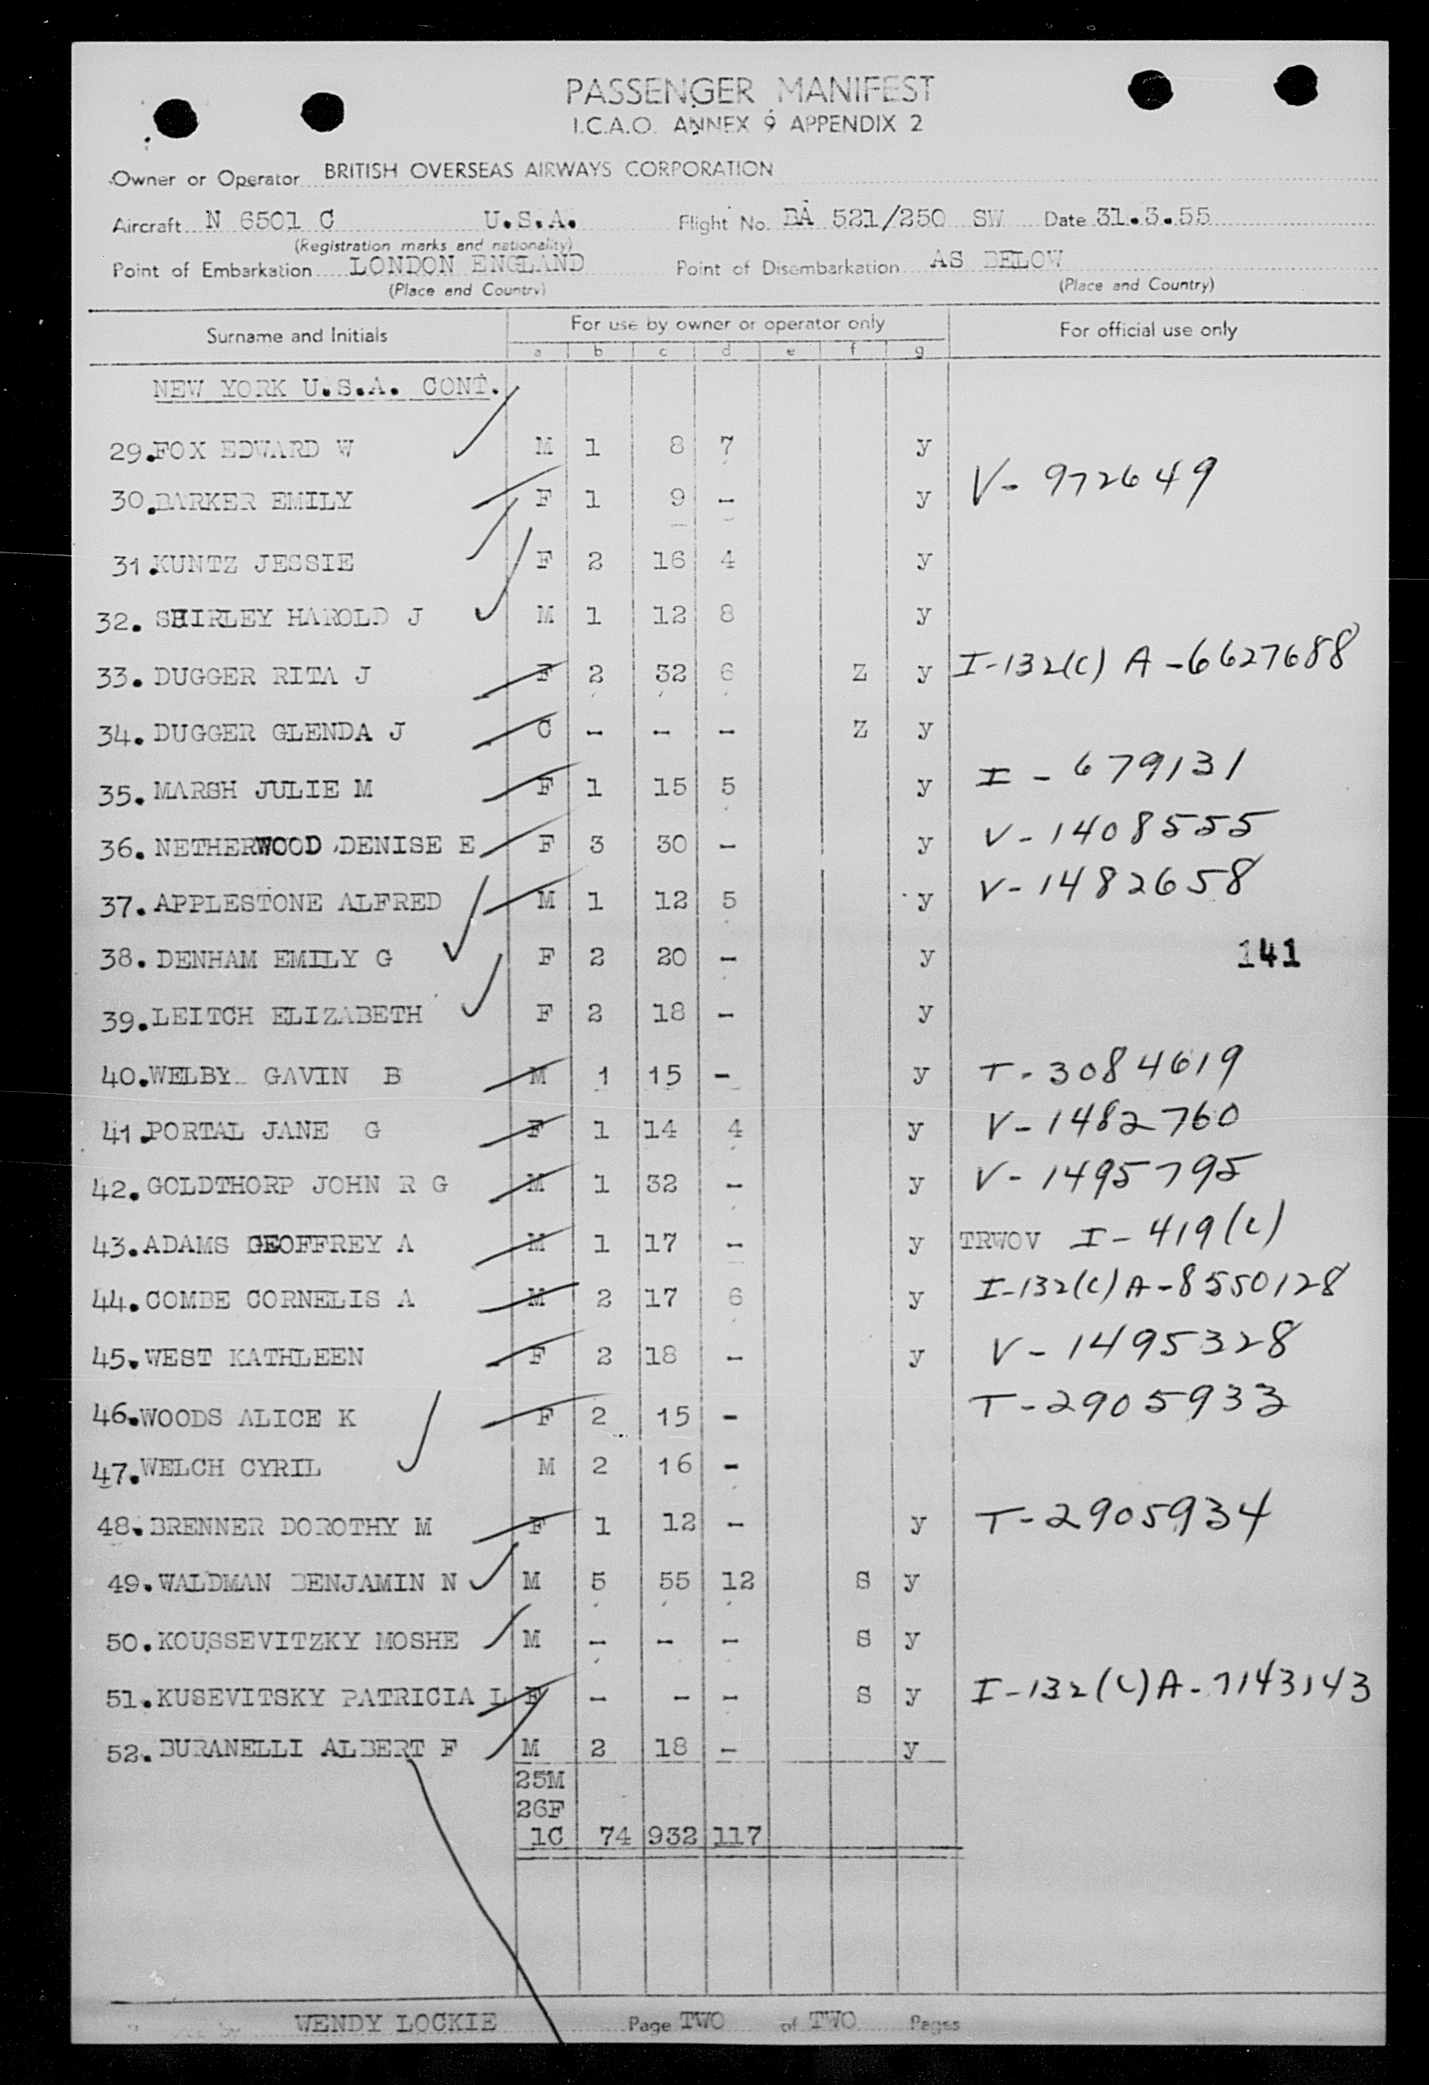 PASSENGER MANIFEST
I.C.A.O. ANNEX 9 APPENDIX 2
Owner or Operator BRITISH OVERSEAS AIRWAYS CORPORATION
Aircraft N 6501 C U.S.A. Flight No. BA 521/250 SW Date 31.3.55
(Registration marks and nationality)
Point of Embarkation LONDON ENGLAND Point of Disembarkation AS BELOW
(Place and Country) (Place and Country)
Surname and Initials For use by owner or operator only For official use only
a b c d e f g
NEW YORK U.S.A. CONT.
29. FOX EDWARD W M 1 8 7 y
30. BARKER EMILY F 1 9 - y V- 972649
31. KUNTZ JESSIE F 2 16 4 y
32. SHIRLEY HAROLD J M 1 12 8 y
33. DUGGER RITA J F 2 32 6 Z y I-132(C) A-6627688
34. DUGGER GLENDA J C - - - Z y
35. MARSH JULIE M F 1 15 5 y I - 679131
36. NETHERWOOD DENISE E F 3 30 - y V-1408555
37. APPLESTONE ALFRED M 1 12 5 y V-1482658
38. DENHAM EMILY G F 2 20 - y 141
39. LEITCH ELIZABETH F 2 18 - y
40. WELBY GAVIN B M 1 15 - y T-3084619
41. PORTAL JANE G F 1 14 4 y V-1482760
42. GOLDTHORP JOHN R G M 1 32 - y V-1495795
43. ADAMS GEOFFREY A M 1 17 - y TRWOV I-419(C)
44. COMBE CORNELIS A M 2 17 6 y I-132(C) A-8550128
45. WEST KATHLEEN F 2 18 - y V-1495328
46. WOODS ALICE K F 2 15 - T-2905933
47. WELCH CYRIL M 2 16 -
48. BRENNER DOROTHY M F 1 12 - y T-2905934
49. WALDMAN BENJAMIN N M 5 55 12 S y
50. KOUSSEVITZKY MOSHE M - - - S y
51. KUSEVITSKY PATRICIA L F - - - S y I-132(C) A-7143143
52. BURANELLI ALBERT F M 2 18 - y
25M
26F
1C 74 932 117
WENDY LOCKIE Page TWO of TWO Pages